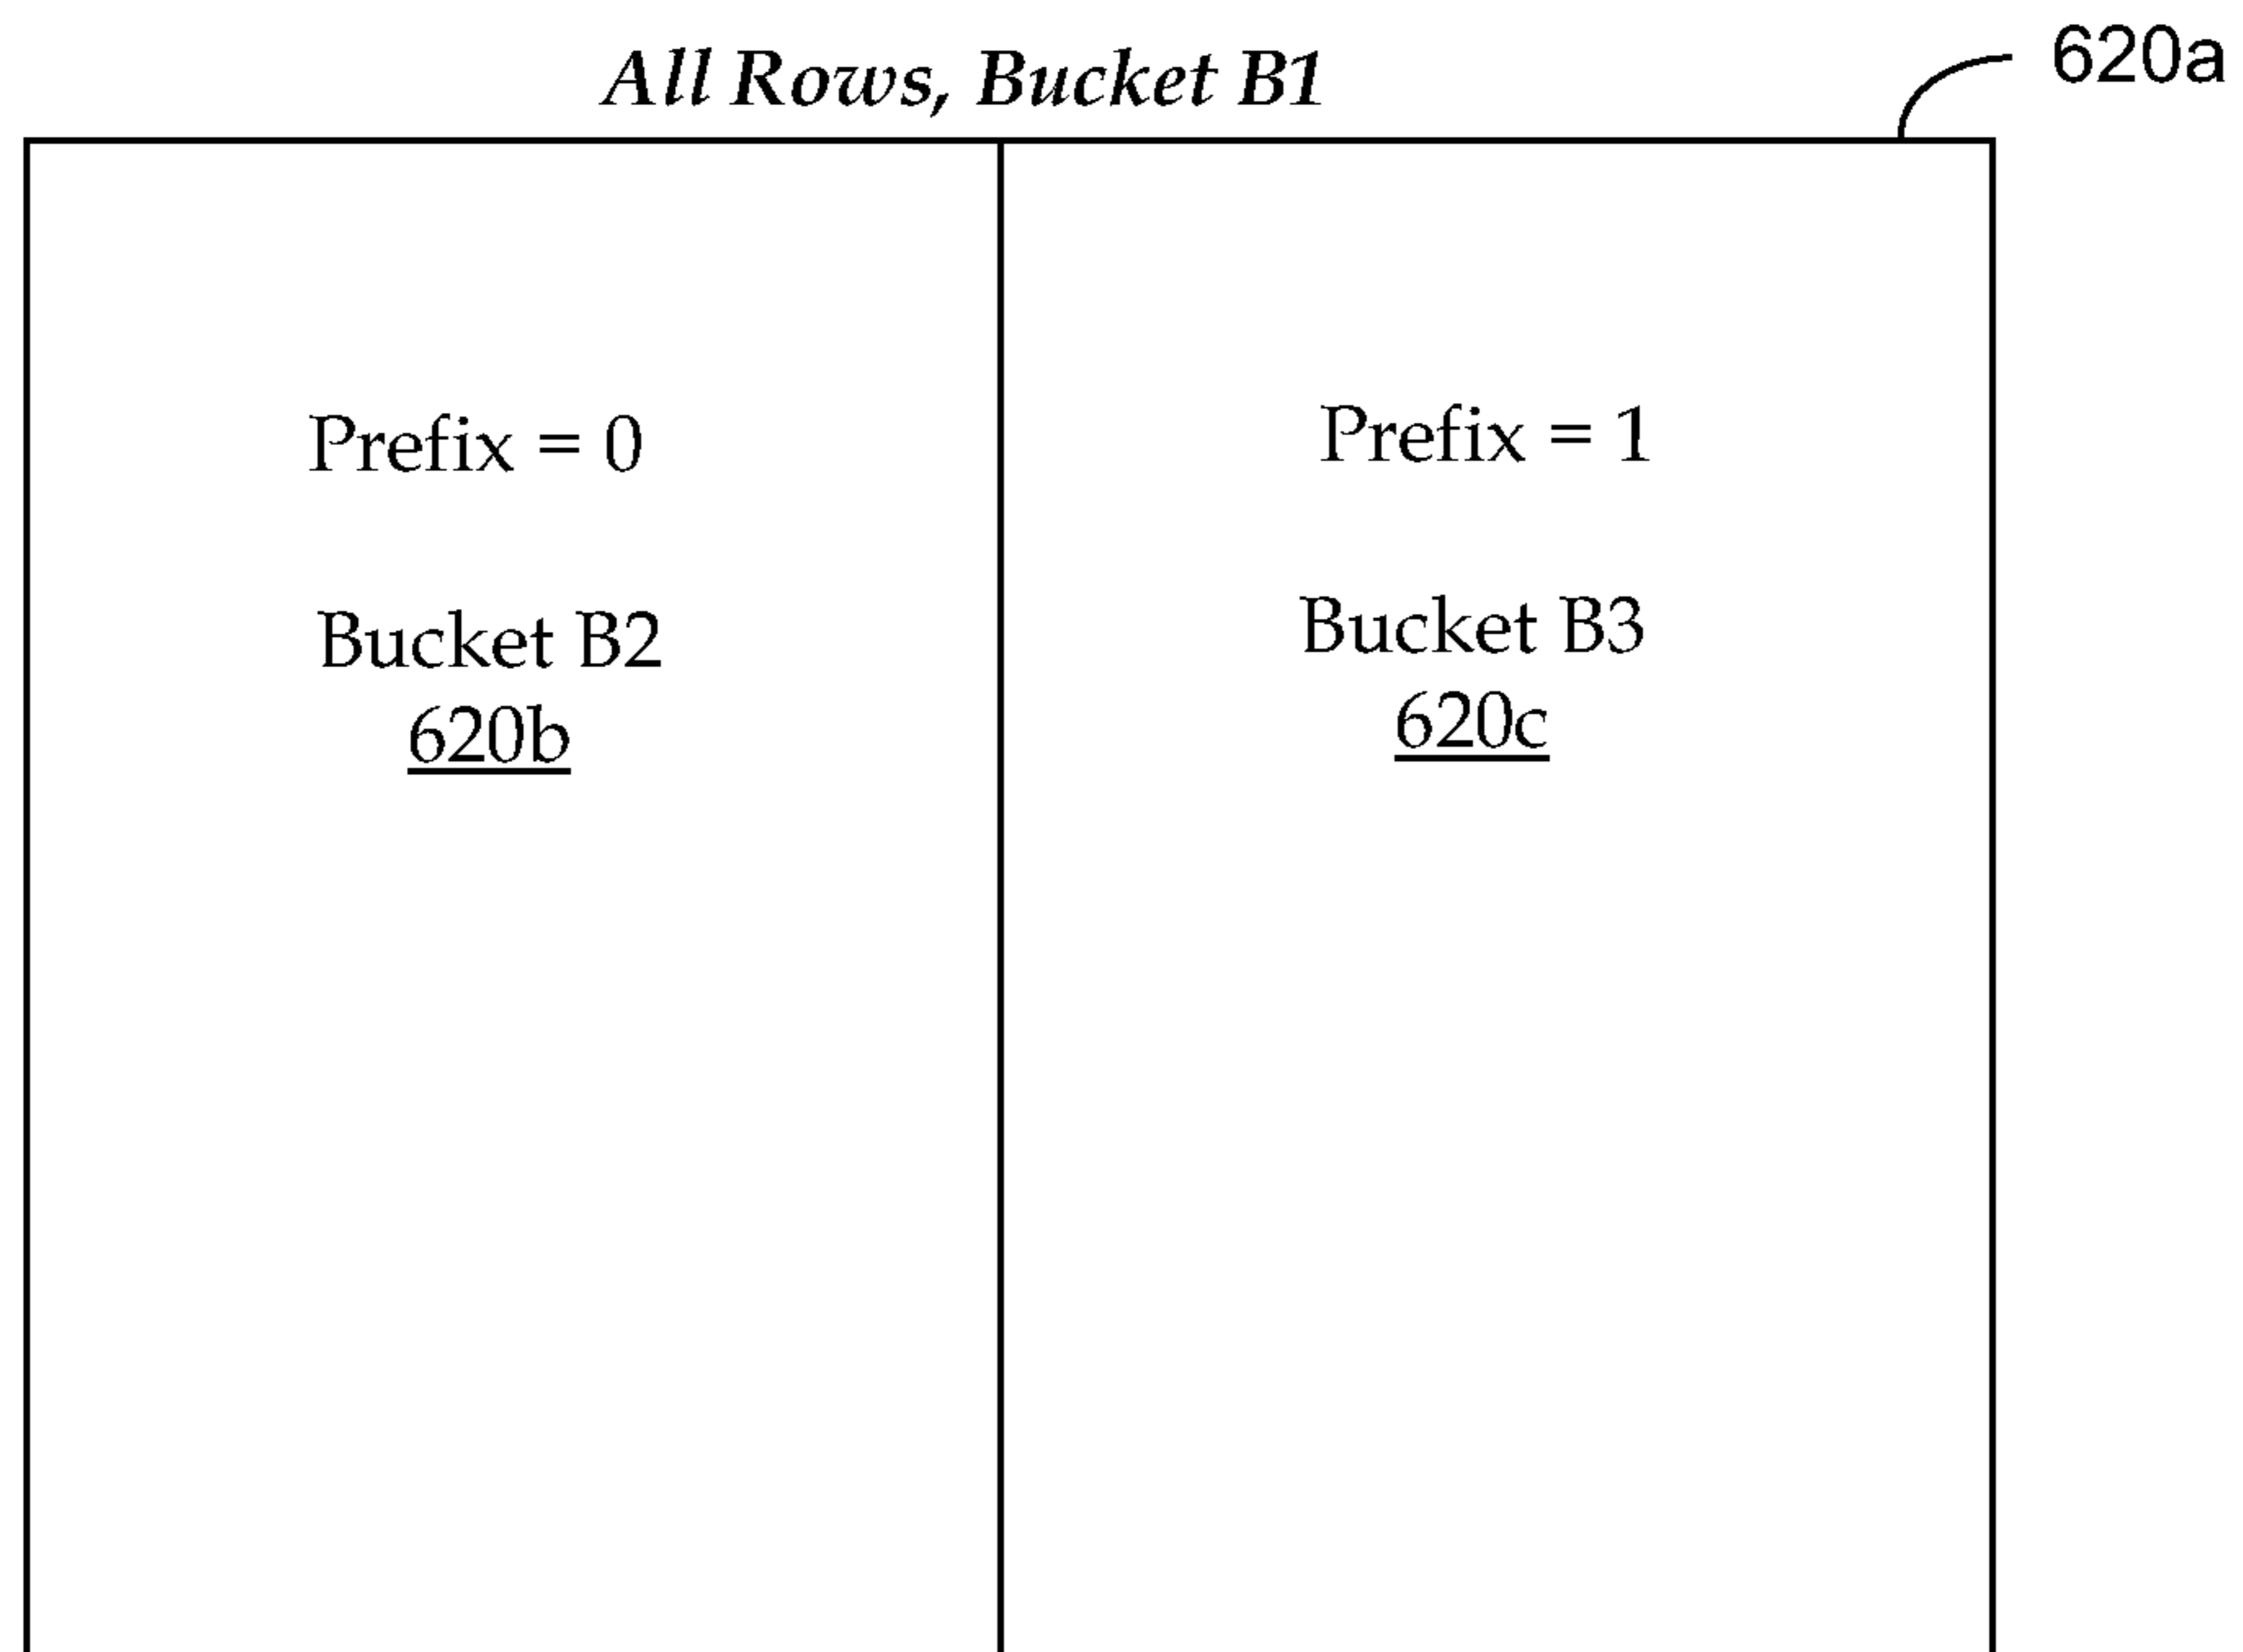 620a
All Rows, Bucket B1
Prefix = 0
Bucket B2
620b
Prefix = 1
Bucket B3
620c